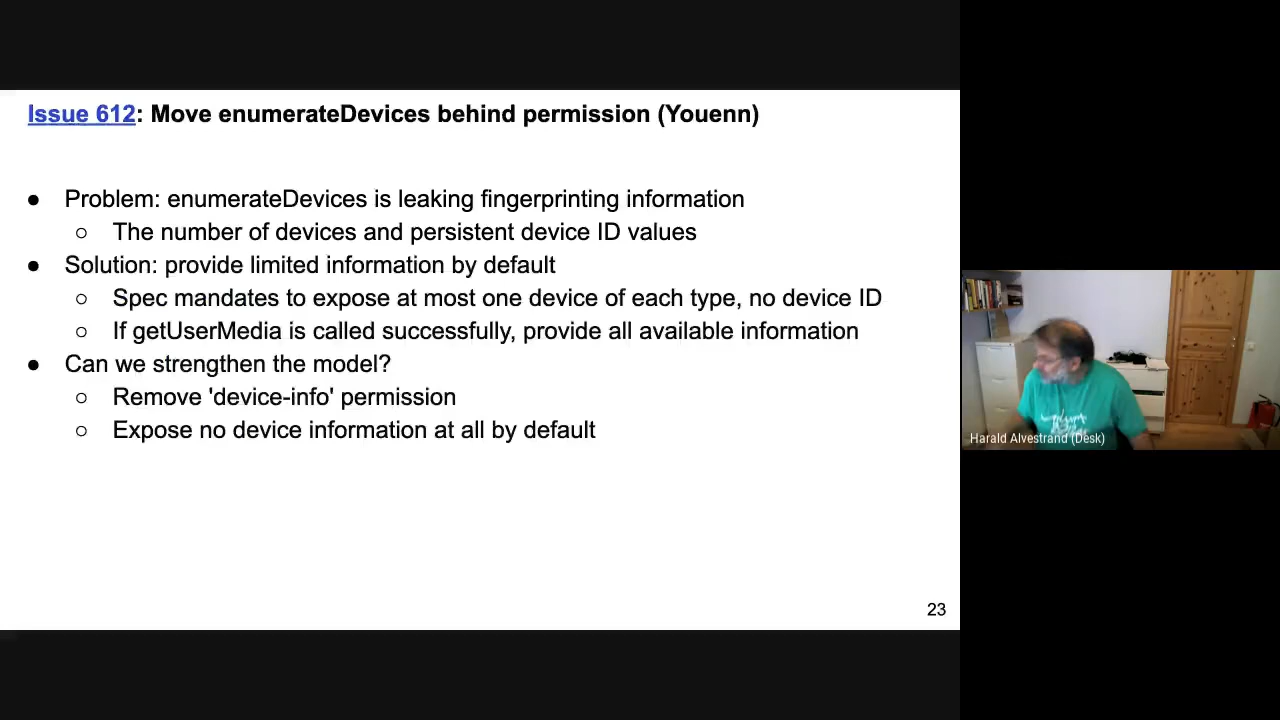 Issue 612: Move enumerateDevices behind permission (Youenn)
● Problem: enumerateDevices is leaking fingerprinting information
○ The number of devices and persistent device ID values
● Solution: provide limited information by default
○ Spec mandates to expose at most one device of each type, no device ID
○ If getUserMedia is called successfully, provide all available information
● Can we strengthen the model?
○ Remove 'device-info' permission
○ Expose no device information at all by default
23
Harald Alvestrand (Desk)